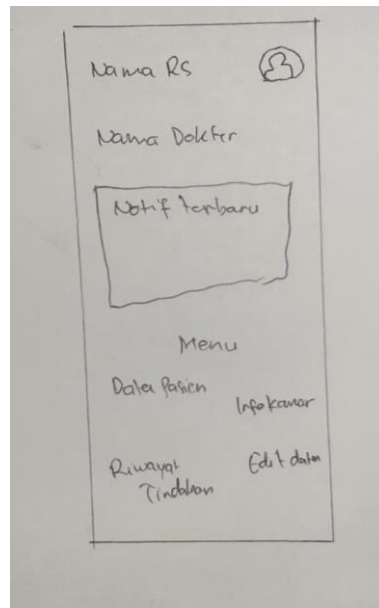 Nama RS
Nama Dokter
Notif terbaru
Menu
Data Pasien
Info kamar
Riwayat
Tindakan
Edit data